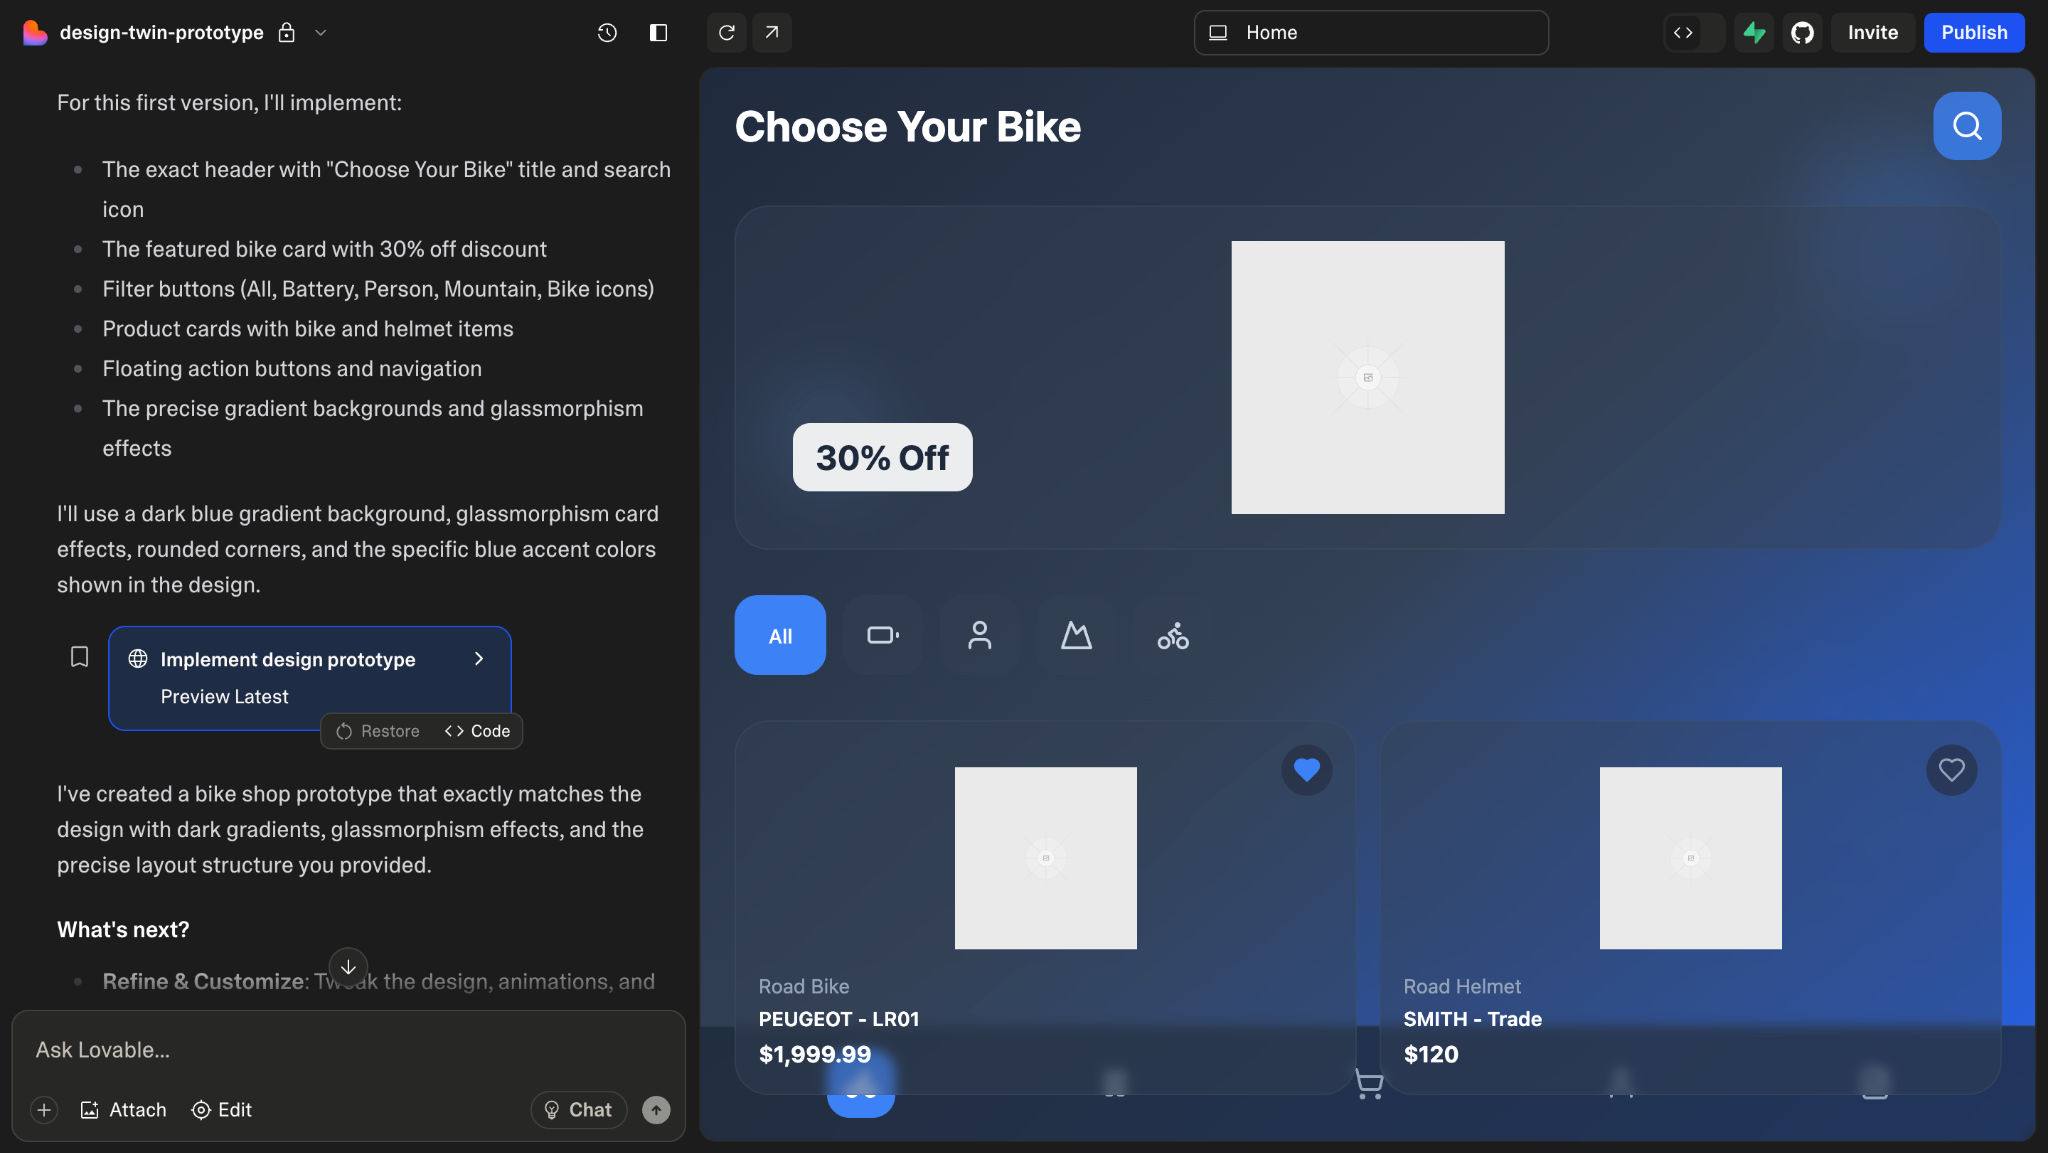 design-twin-prototype
Home
Invite
Publish
For this first version, I'll implement:
The exact header with "Choose Your Bike" title and search
icon
The featured bike card with 30% off discount
Filter buttons (All, Battery, Person, Mountain, Bike icons)
Product cards with bike and helmet items
Floating action buttons and navigation
The precise gradient backgrounds and glassmorphism
effects
I'll use a dark blue gradient background, glassmorphism card
effects, rounded corners, and the specific blue accent colors
shown in the design.
Implement design prototype
Preview Latest
Restore
Code
I've created a bike shop prototype that exactly matches the
design with dark gradients, glassmorphism effects, and the
precise layout structure you provided.
What's next?
Refine & Customize: Tweak the design, animations, and
Ask Lovable...
Attach
Edit
Chat
Choose Your Bike
30% Off
All
Road Bike
PEUGEOT - LR01
$1,999.99
Road Helmet
SMITH - Trade
$120